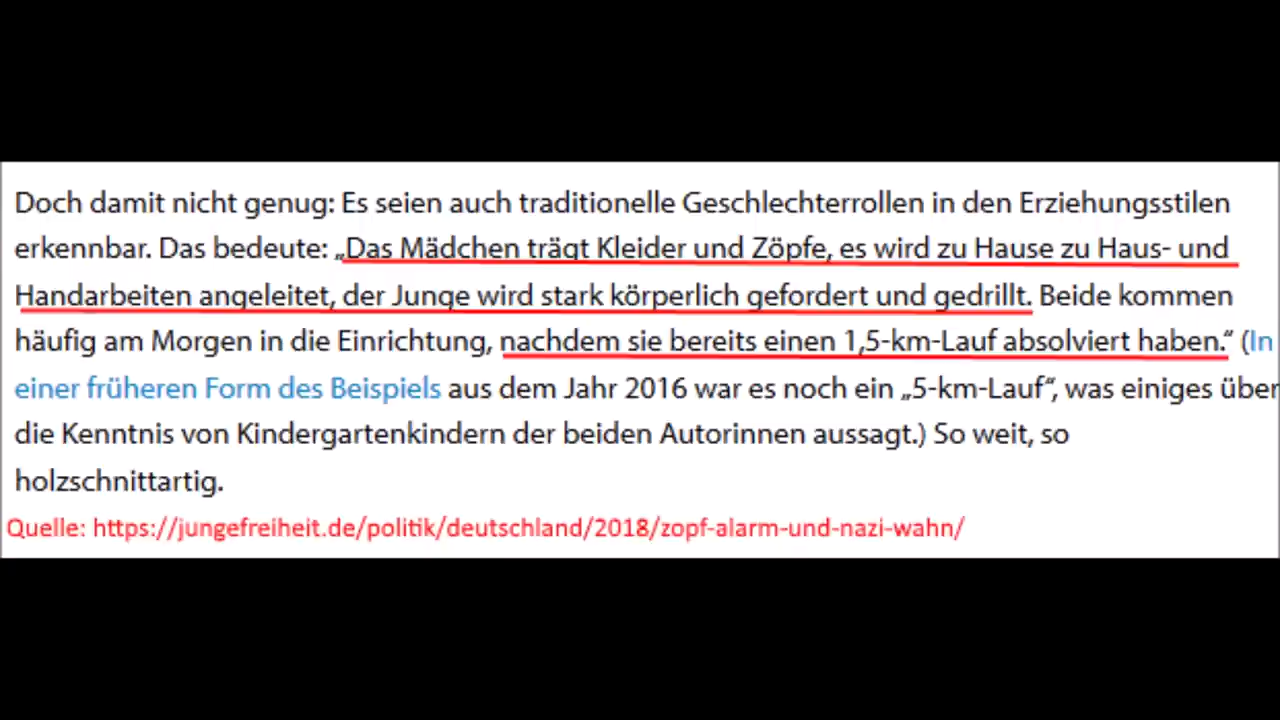 Doch damit nicht genug: Es seien auch traditionelle Geschlechterrollen in den Erziehungsstilen
erkennbar. Das bedeute: „Das Mädchen trägt Kleider und Zöpfe, es wird zu Hause zu Haus- und
Handarbeiten angeleitet, der Junge wird stark körperlich gefordert und gedrillt. Beide kommen
häufig am Morgen in die Einrichtung, nachdem sie bereits einen 1,5-km-Lauf absolviert haben.“ (In
einer früheren Form des Beispiels aus dem Jahr 2016 war es noch ein „5-km-Lauf“, was einiges über
die Kenntnis von Kindergartenkindern der beiden Autorinnen aussagt.) So weit, so
holzschnittartig.
Quelle: https://jungefreiheit.de/politik/deutschland/2018/zopf-alarm-und-nazi-wahn/